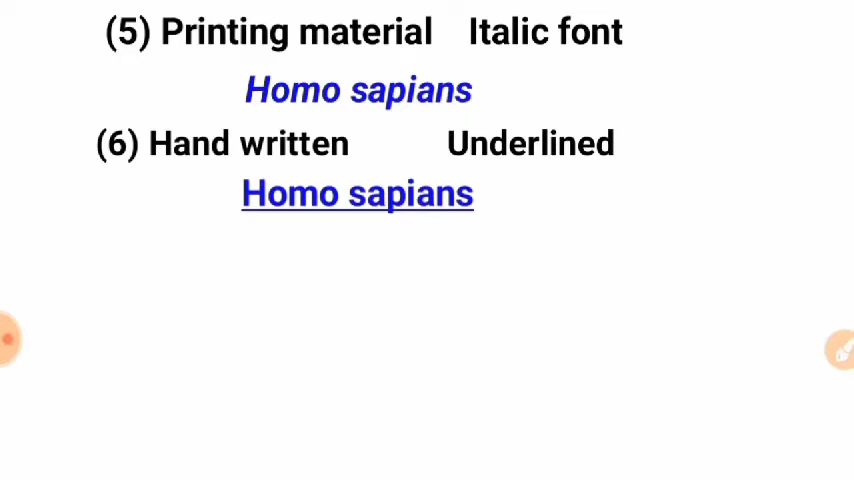 (5) Printing material Italic font
Homo sapians
(6) Hand written Underlined
Homo sapians